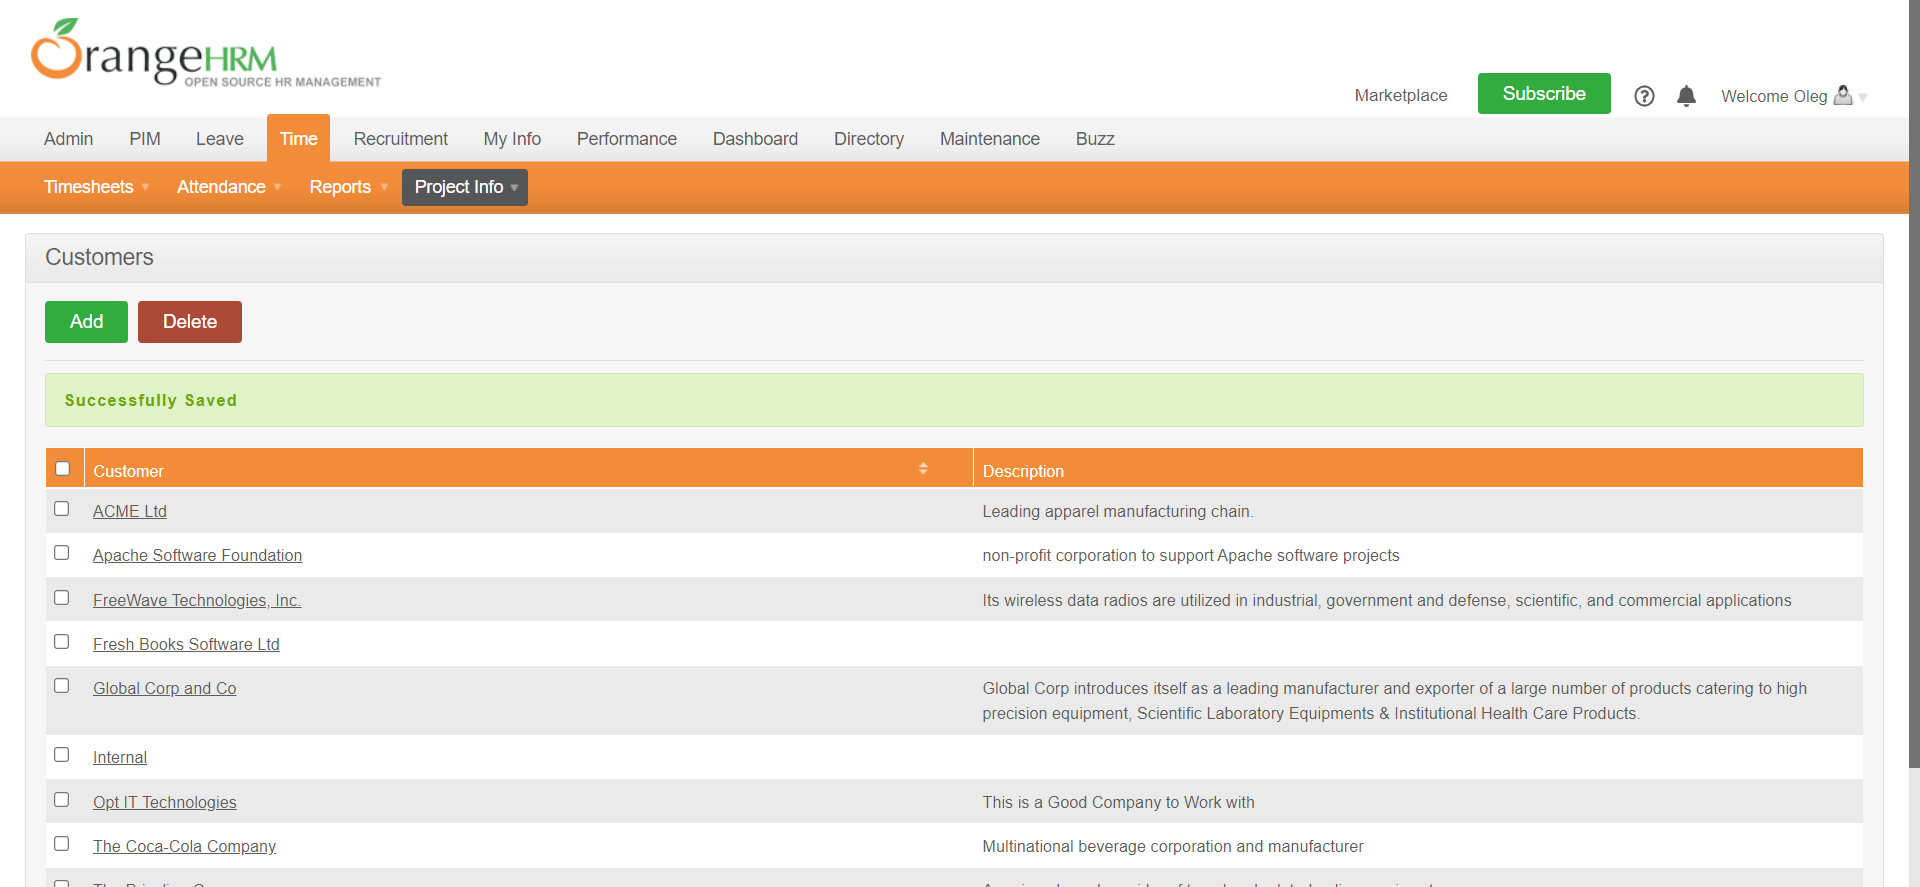 OrangeHRM
OPEN SOURCE HR MANAGEMENT
Marketplace
Subscribe
Welcome Oleg
Admin PIM Leave Time Recruitment My Info Performance Dashboard Directory Maintenance Buzz
Timesheets Attendance Reports Project Info
Customers
Add Delete
Successfully Saved
Customer Description
ACME Ltd Leading apparel manufacturing chain.
Apache Software Foundation non-profit corporation to support Apache software projects
FreeWave Technologies, Inc. Its wireless data radios are utilized in industrial, government and defense, scientific, and commercial applications
Fresh Books Software Ltd
Global Corp and Co Global Corp introduces itself as a leading manufacturer and exporter of a large number of products catering to high
precision equipment, Scientific Laboratory Equipments & Institutional Health Care Products.
Internal
Opt IT Technologies This is a Good Company to Work with
The Coca-Cola Company Multinational beverage corporation and manufacturer